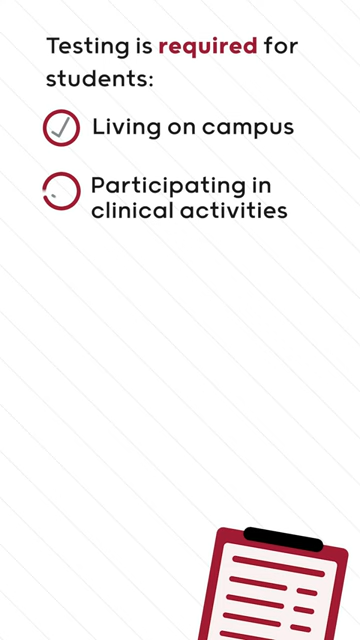 Testing is required for
students:
Living on campus
Participating in
clinical activities